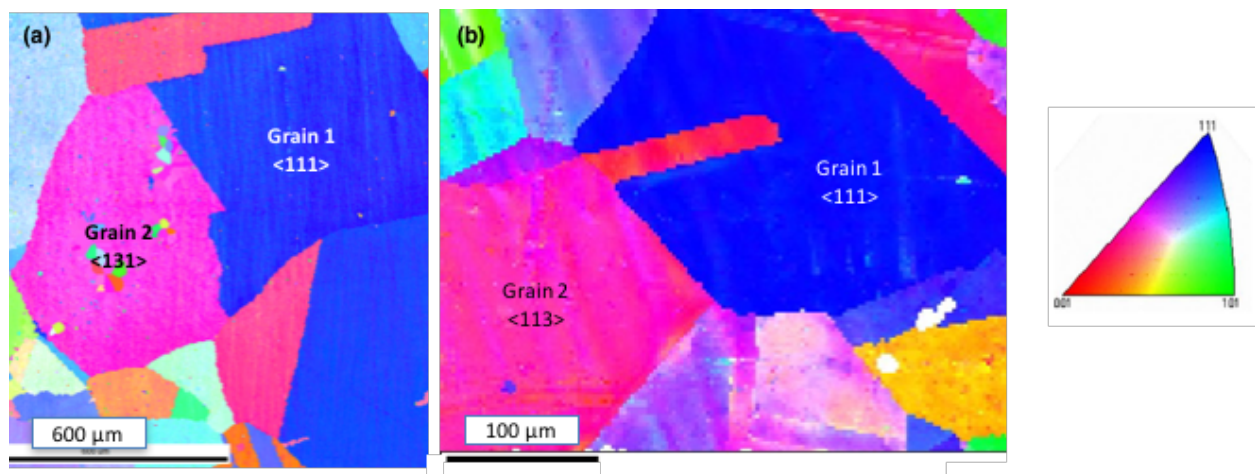 (a)
Grain 1
<111>
Grain 2
<131>
600 µm
(b)
Grain 1
<111>
Grain 2
<113>
100 µm
111
001
101